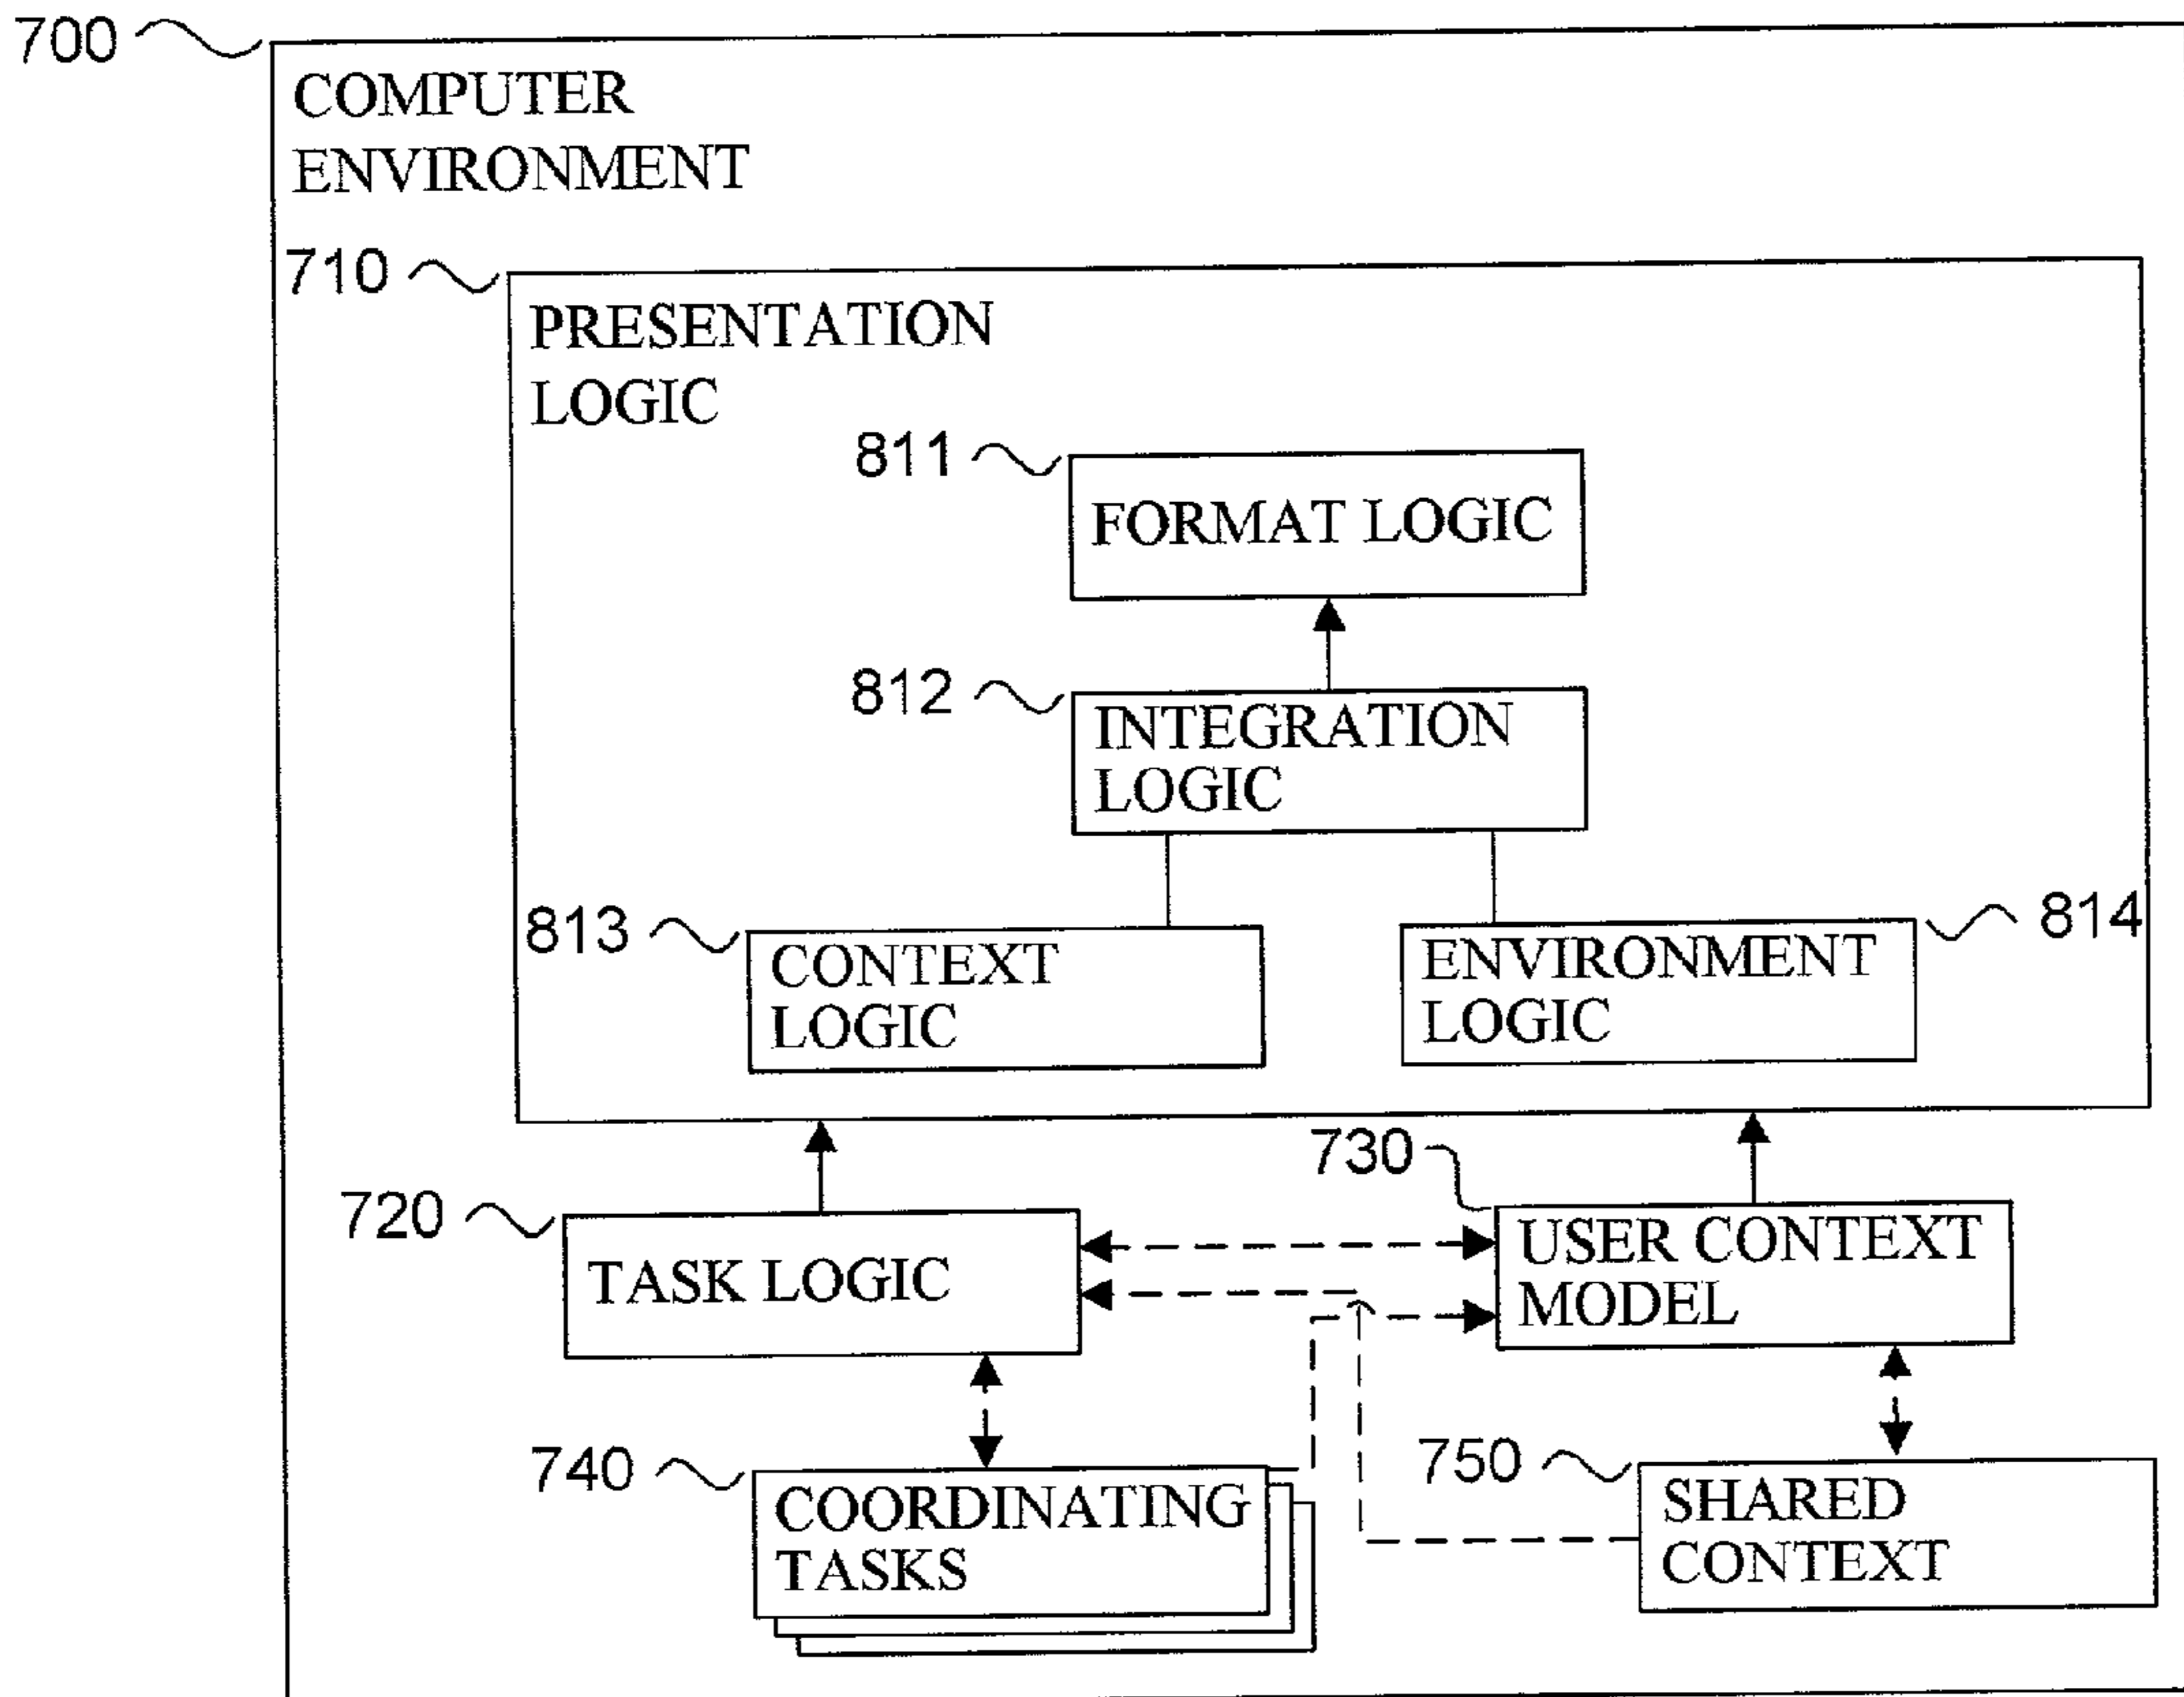 700
COMPUTER
ENVIRONMENT
710
PRESENTATION
LOGIC
811
FORMAT LOGIC
812
INTEGRATION
LOGIC
813
CONTEXT
LOGIC
814
ENVIRONMENT
LOGIC
720
TASK LOGIC
730
USER CONTEXT
MODEL
740
COORDINATING
TASKS
750
SHARED
CONTEXT